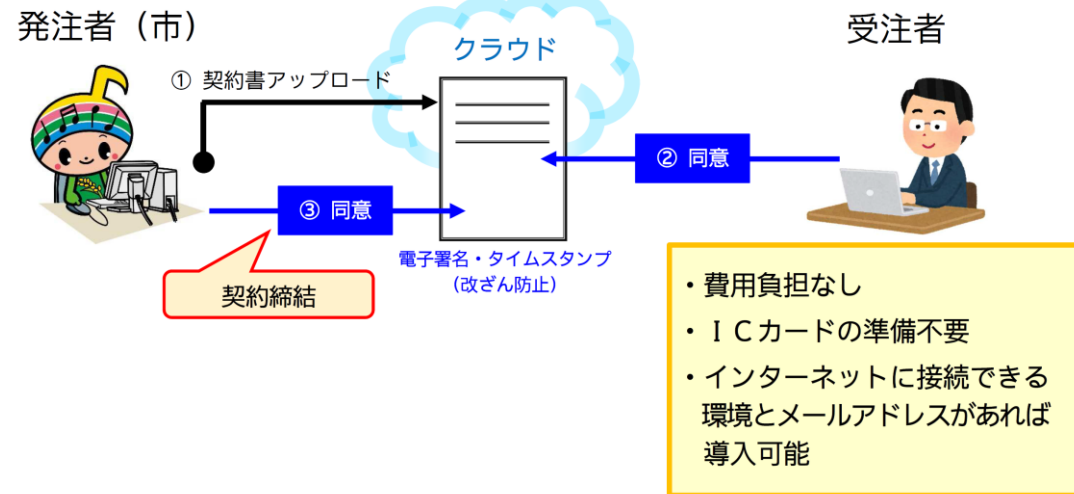 発注者（市）
クラウド
受注者
① 契約書アップロード
② 同意
③ 同意
電子署名・タイムスタンプ
（改ざん防止）
契約締結
・費用負担なし
・ＩＣカードの準備不要
・インターネットに接続できる
環境とメールアドレスがあれば
導入可能